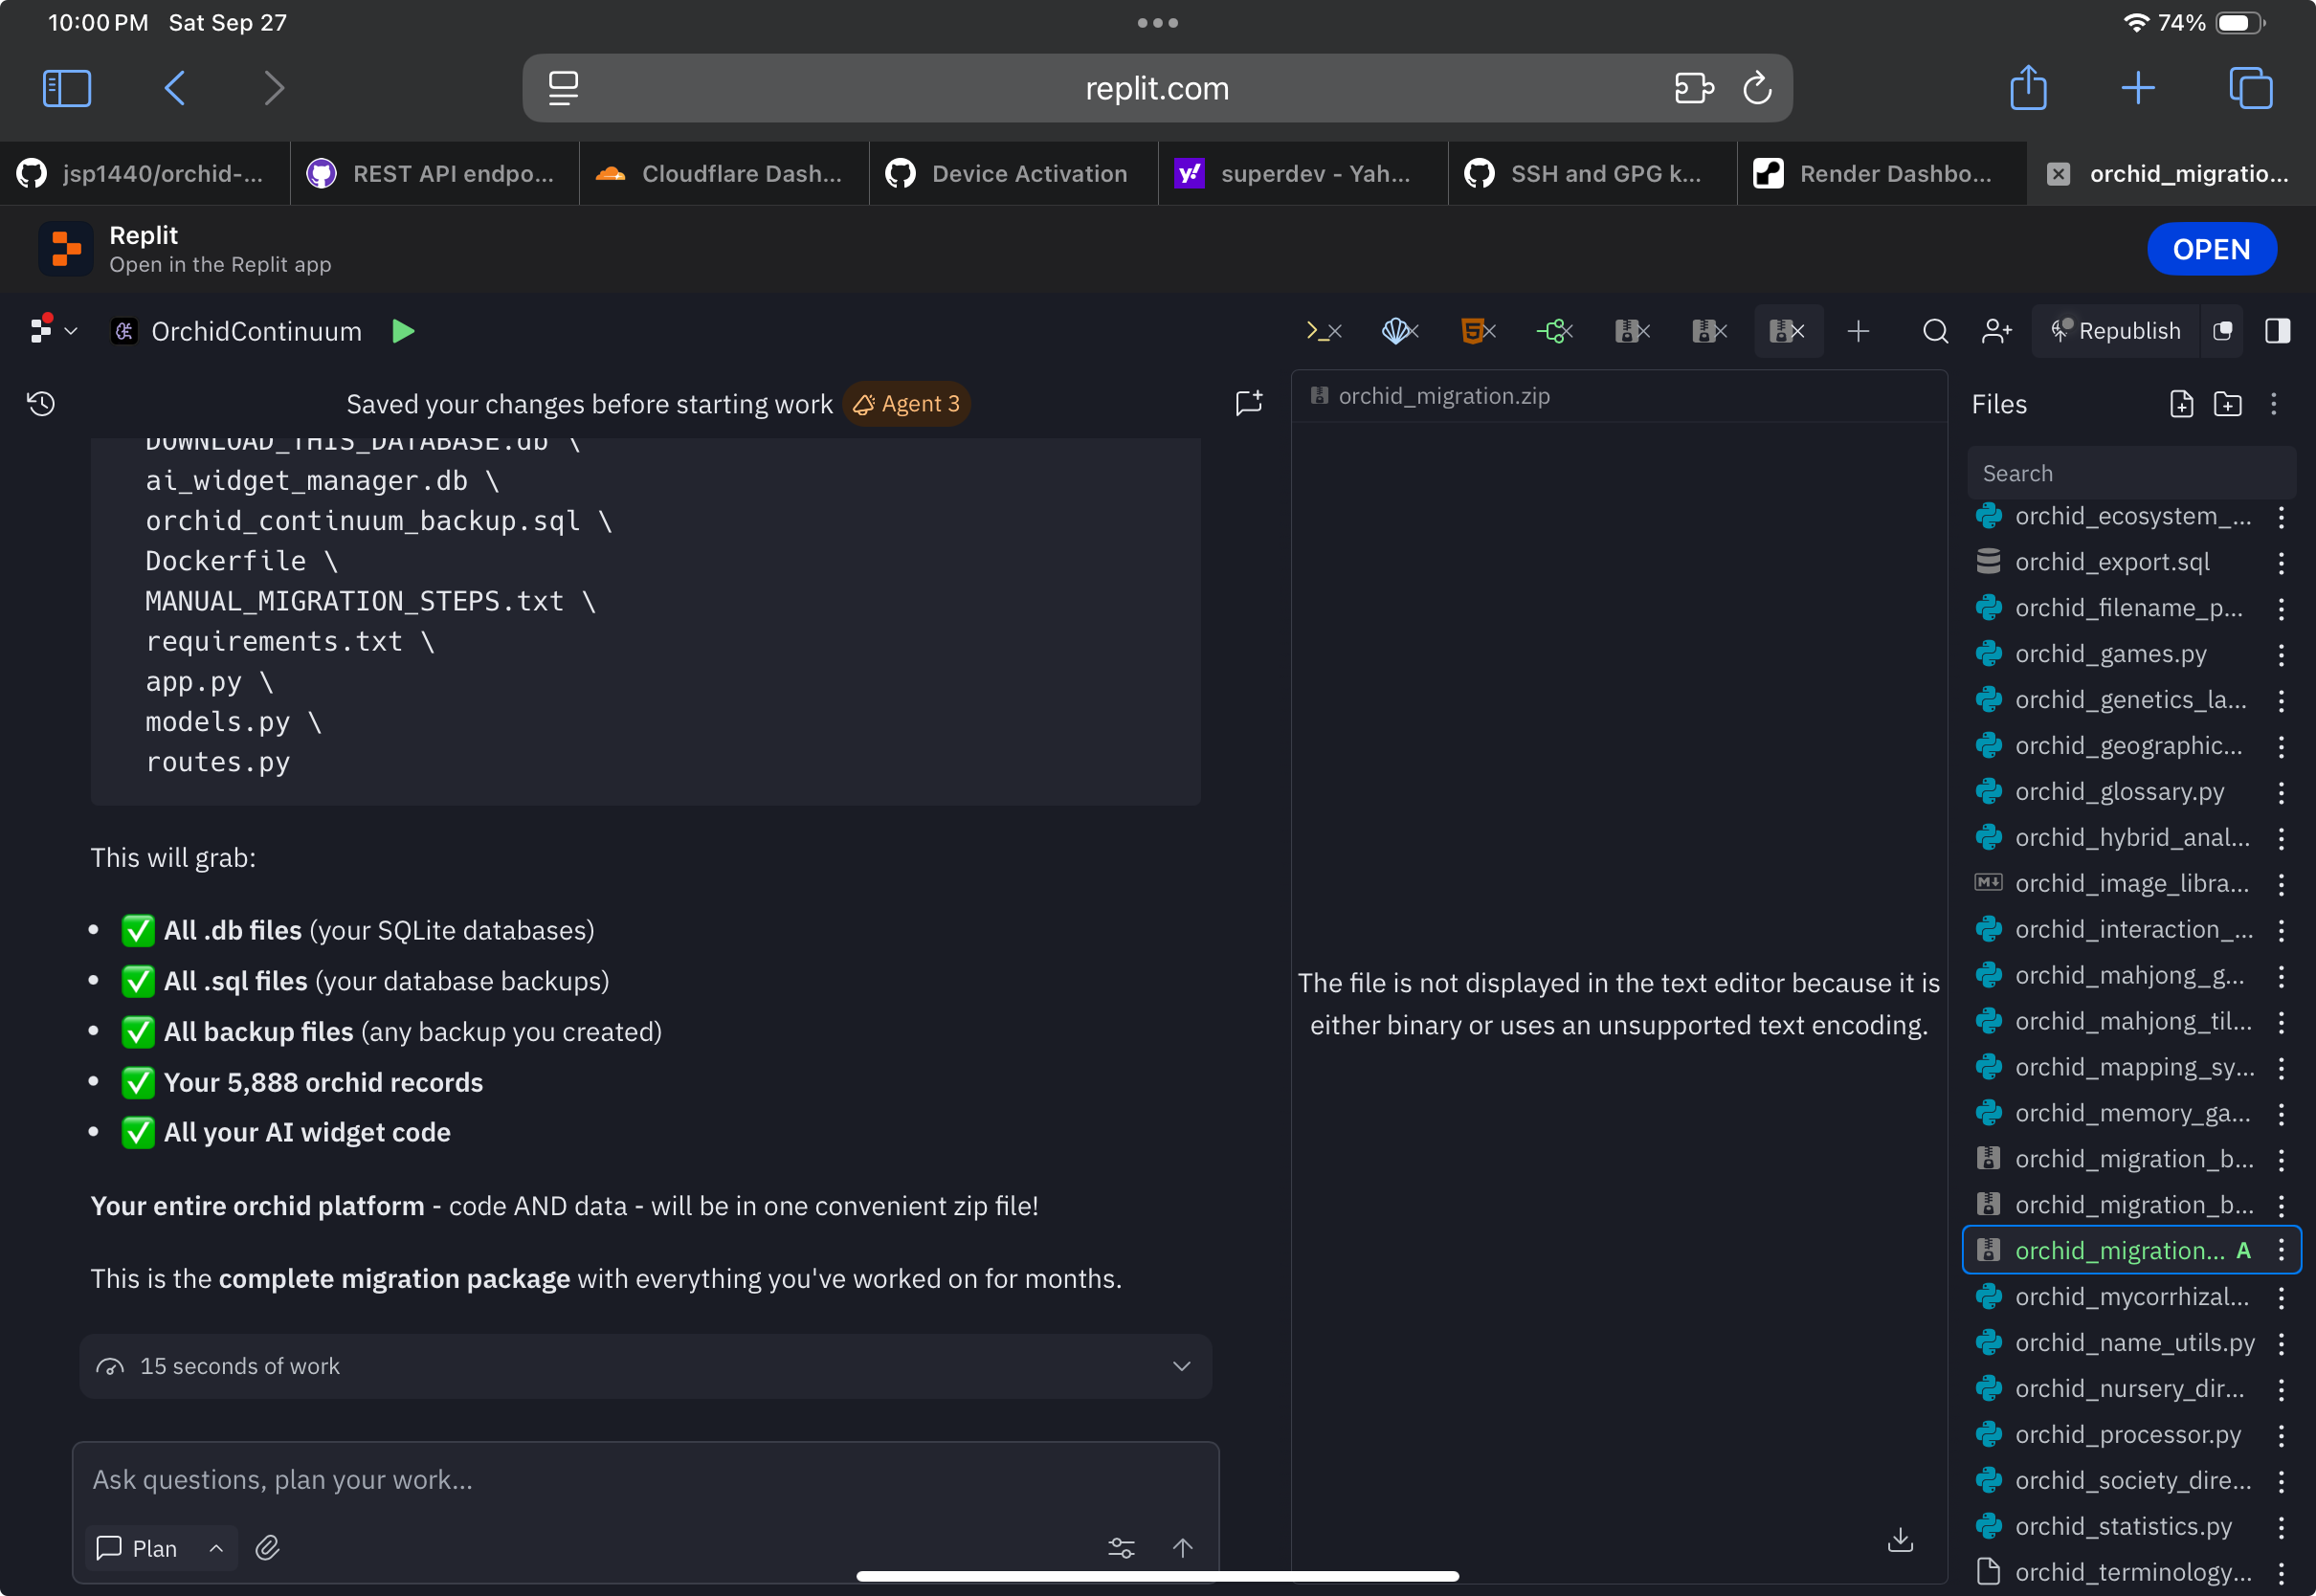 10:00 PM Sat Sep 27
74%
replit.com
jsp1440/orchid-...
REST API endpo...
Cloudflare Dash...
Device Activation
superdev - Yah...
SSH and GPG k...
Render Dashbo...
orchid_migratio...
Replit
Open in the Replit app
OPEN
OrchidContinuum
Republish
Saved your changes before starting work
Agent 3
DOWNLOAD_THIS_DATABASE.db \
ai_widget_manager.db \
orchid_continuum_backup.sql \
Dockerfile \
MANUAL_MIGRATION_STEPS.txt \
requirements.txt \
app.py \
models.py \
routes.py
This will grab:
• ✅ All .db files (your SQLite databases)
• ✅ All .sql files (your database backups)
• ✅ All backup files (any backup you created)
• ✅ Your 5,888 orchid records
• ✅ All your AI widget code
Your entire orchid platform - code AND data - will be in one convenient zip file!
This is the complete migration package with everything you've worked on for months.
15 seconds of work
Ask questions, plan your work...
Plan
orchid_migration.zip
The file is not displayed in the text editor because it is
either binary or uses an unsupported text encoding.
Files
Search
orchid_ecosystem_...
orchid_export.sql
orchid_filename_p...
orchid_games.py
orchid_genetics_la...
orchid_geographic...
orchid_glossary.py
orchid_hybrid_anal...
orchid_image_libra...
orchid_interaction_...
orchid_mahjong_g...
orchid_mahjong_til...
orchid_mapping_sy...
orchid_memory_ga...
orchid_migration_b...
orchid_migration_b...
orchid_migration... A
orchid_mycorrhizal...
orchid_name_utils.py
orchid_nursery_dir...
orchid_processor.py
orchid_society_dire...
orchid_statistics.py
orchid_terminology...